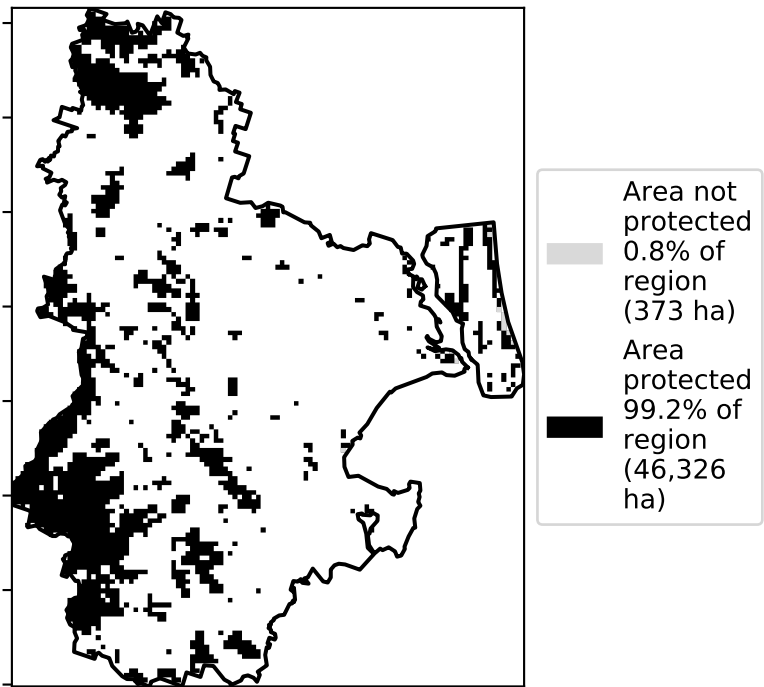 Area not
protected
0.8% of
region
(373 ha)
Area
protected
99.2% of
region
(46,326
ha)